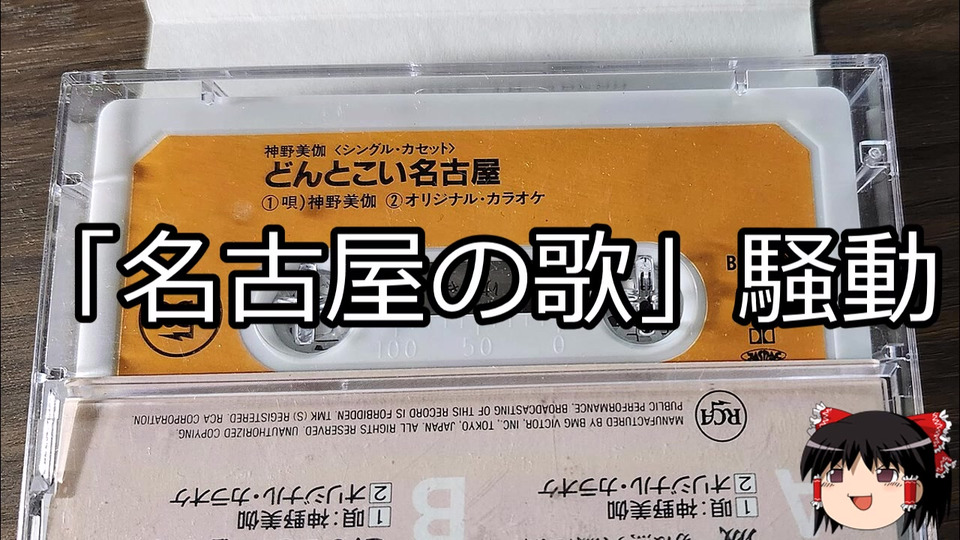 神野美伽 〈シングル・カセット〉
どんとこい名古屋
①唄)神野美伽 ②オリジナル・カラオケ
「名古屋の歌」騒動
B
100 50 0
RCA
PUBLIC PERFORMANCE, BROADCASTING OF THIS RECORD IS FORBIDDEN. TMK (S) REGISTERED. RCA CORPORATION.
MANUFACTURED BY BMG VICTOR, INC., TOKYO, JAPAN, ALL RIGHTS RESERVED. UNAUTHORIZED COPYING,
2 オリジナル・カラオケ
1 唄:神野美伽
B
2 オリジナル・カラオケ
1 唄:神野美伽
A